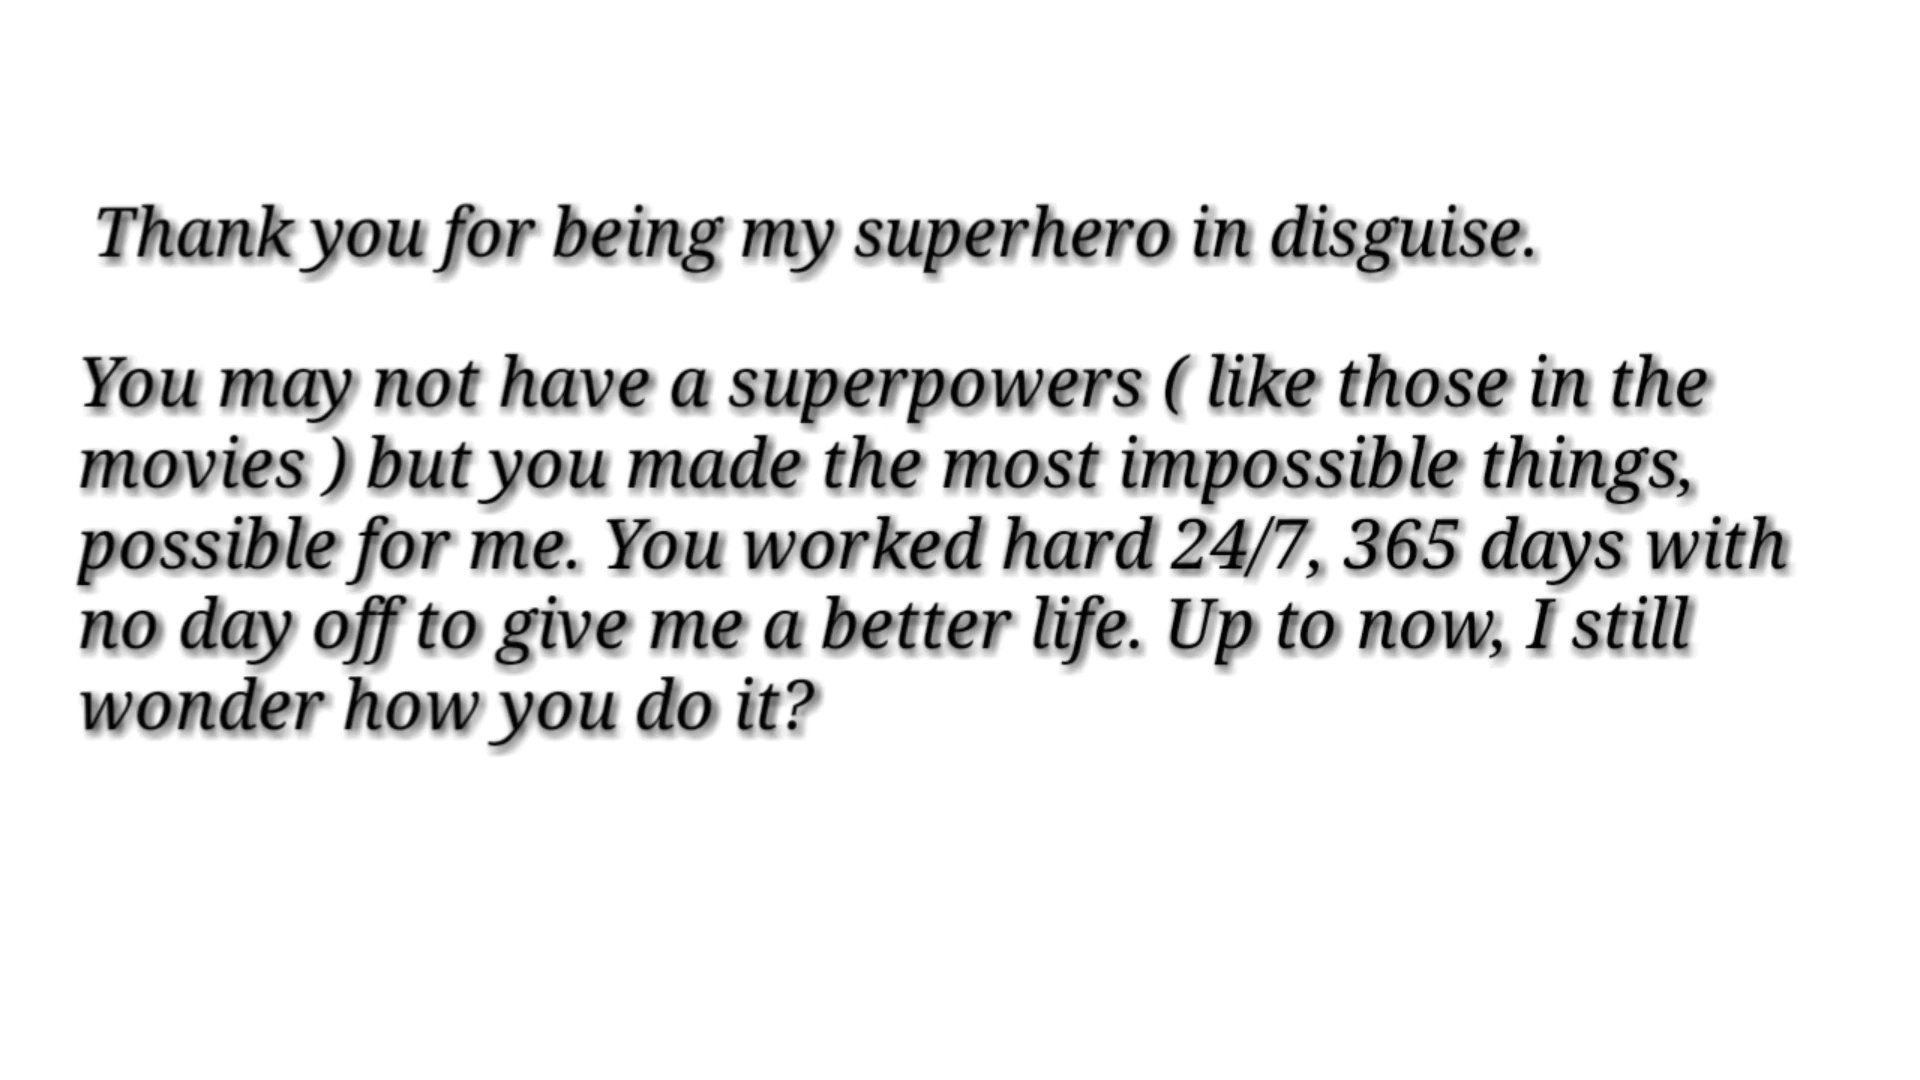 Thank you for being my superhero in disguise.
You may not have a superpowers ( like those in the
movies ) but you made the most impossible things,
possible for me. You worked hard 24/7, 365 days with
no day off to give me a better life. Up to now, I still
wonder how you do it?